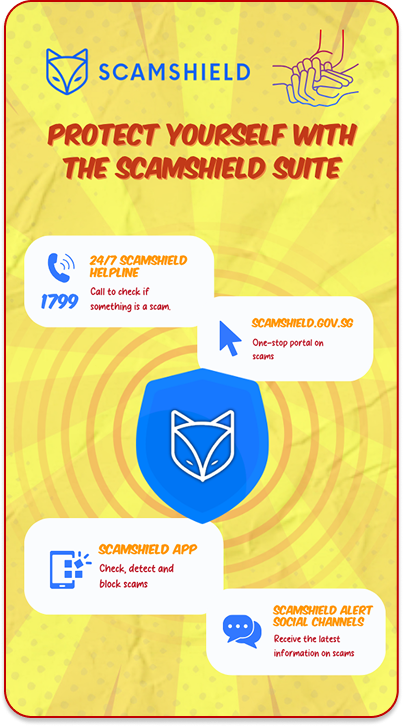 SCAMSHIELD
PROTECT YOURSELF WITH
THE SCAMSHIELD SUITE
24/7 SCAMSHIELD
HELPLINE
1799
Call to check if
something is a scam.
SCAMSHIELD.GOV.SG
One-stop portal on
scams
SCAMSHIELD APP
Check, detect and
block scams
SCAMSHIELD ALERT
SOCIAL CHANNELS
Receive the latest
information on scams